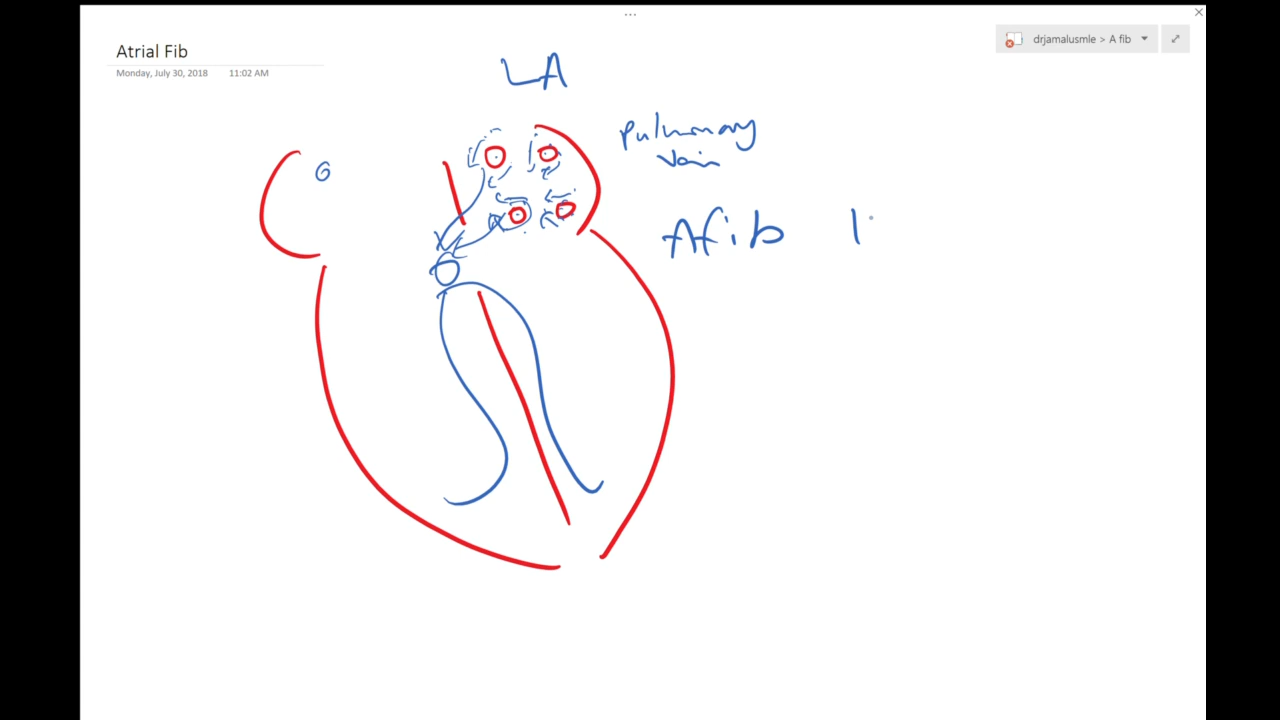 Atrial Fib
Monday, July 30, 2018 11:02 AM
drjamalusmle > A fib
LA
pulmonary
vein
Afib